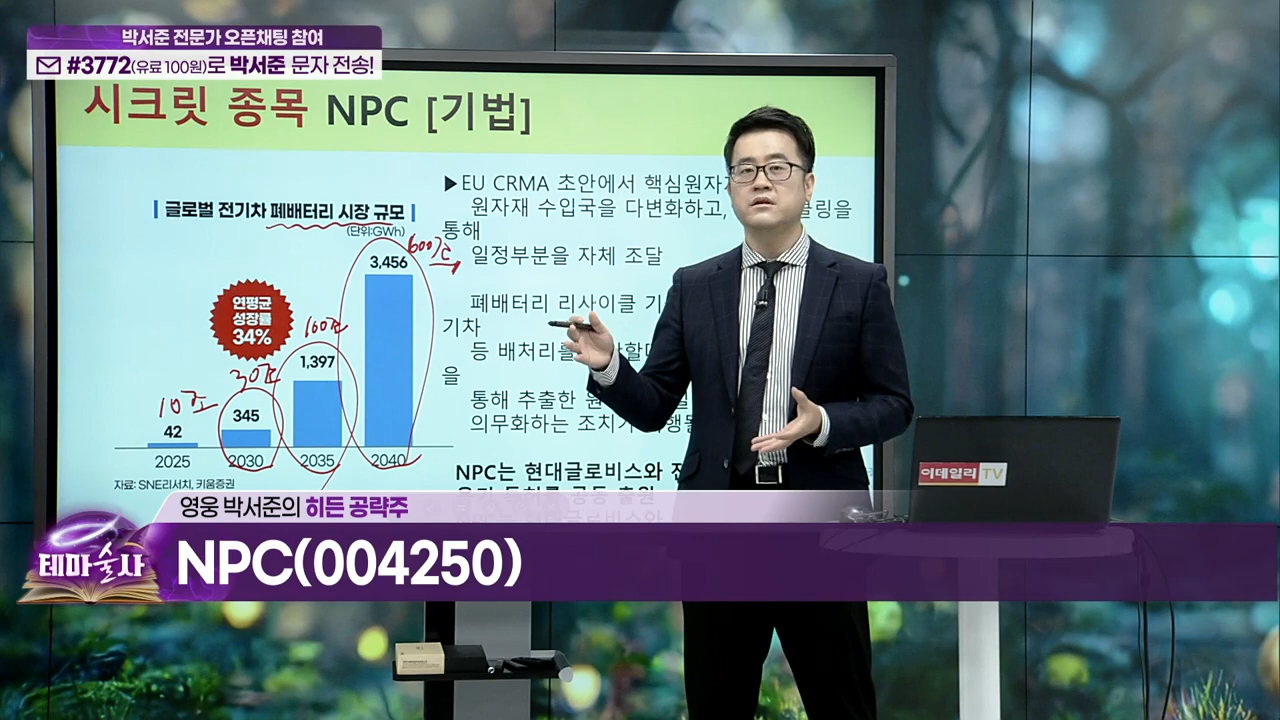 박서준 전문가 오픈채팅 참여
#3772(유료 100원)로 박서준 문자 전송!
시크릿 종목 NPC [기법]
글로벌 전기차 폐배터리 시장 규모
(단위:GWh)
연평균
성장률
34%
10조
30조
100조
600조
42
345
1,397
3,456
2025
2030
2035
2040
자료: SNE리서치, 키움증권
▶EU CRMA 초안에서 핵심원자
원자재 수입국을 다변화하고,
클링을
통해
일정부분을 자체 조달
폐배터리 리사이클 기
기차
등 배처리를
을
통해 추출한
의무화하는 조치가
NPC는 현대글로비스와
이데일리TV
영웅 박서준의 히든 공략주
테마술사
NPC(004250)